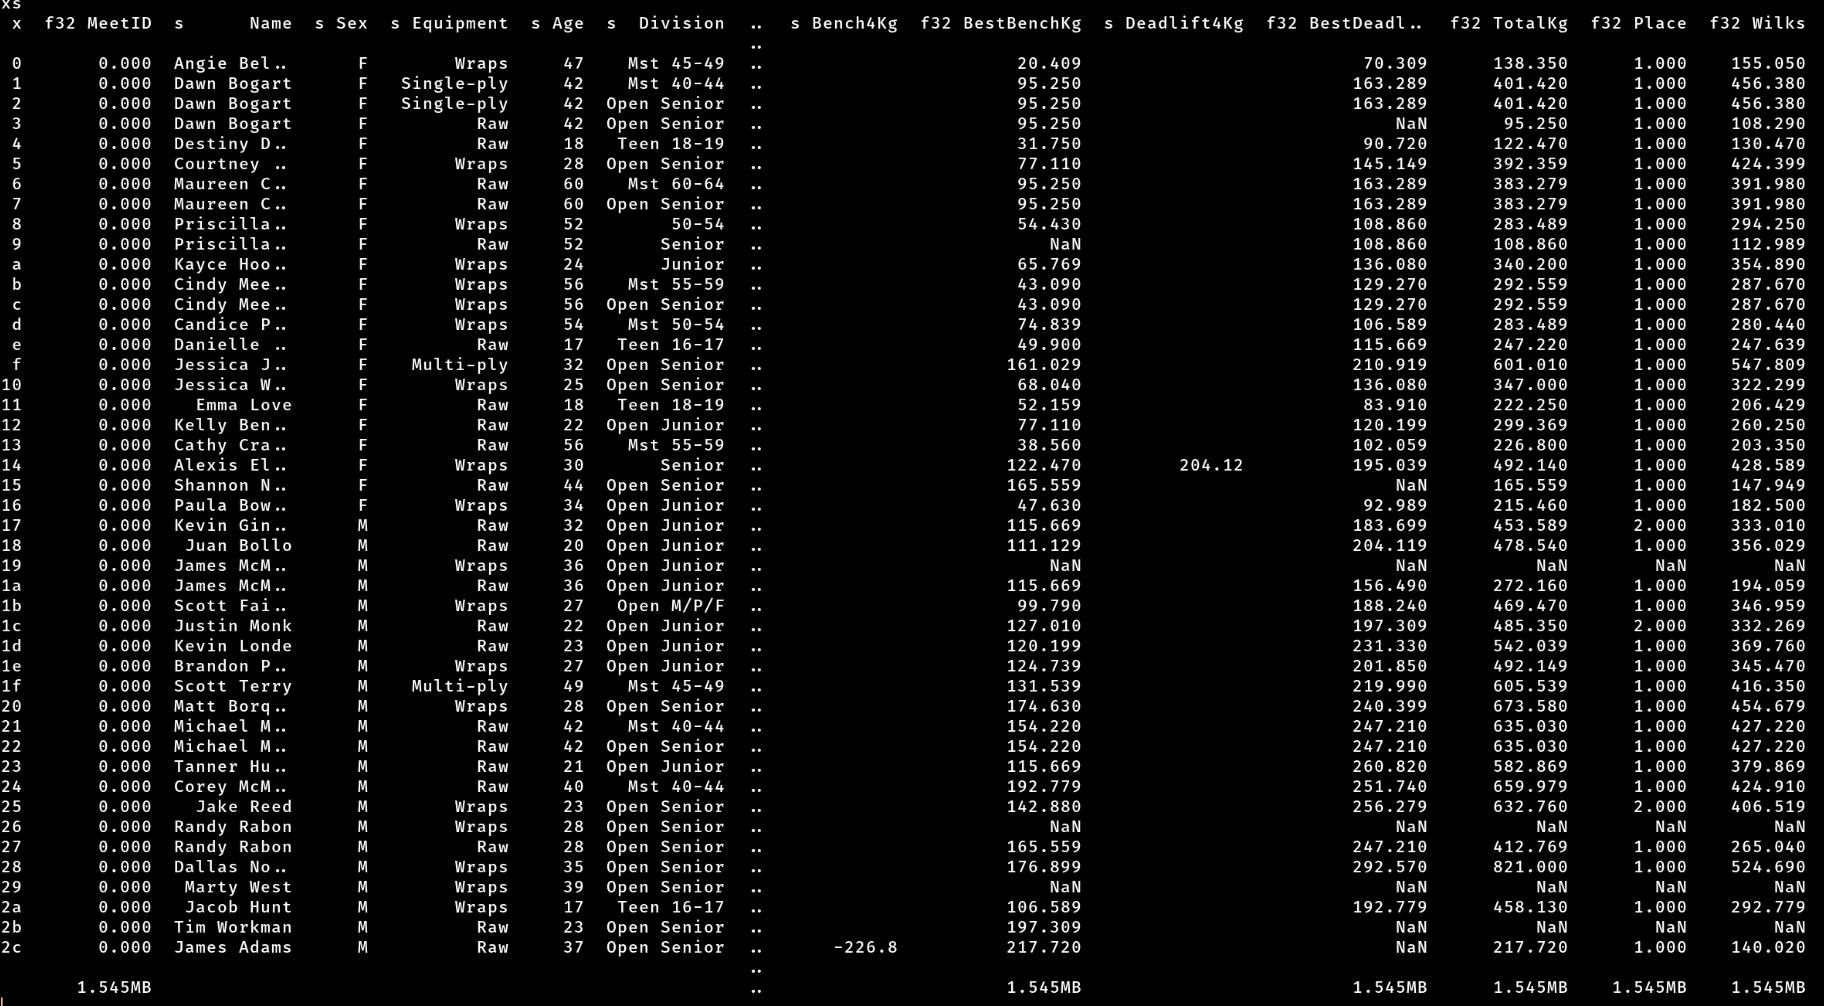 xs
x f32 MeetID s Name s Sex s Equipment s Age s Division .. s Bench4Kg f32 BestBenchKg s Deadlift4Kg f32 BestDeadl.. f32 TotalKg f32 Place f32 Wilks
..
0 0.000 Angie Bel.. F Wraps 47 Mst 45-49 .. 20.409 70.309 138.350 1.000 155.050
1 0.000 Dawn Bogart F Single-ply 42 Mst 40-44 .. 95.250 163.289 401.420 1.000 456.380
2 0.000 Dawn Bogart F Single-ply 42 Open Senior .. 95.250 163.289 401.420 1.000 456.380
3 0.000 Dawn Bogart F Raw 42 Open Senior .. 95.250 NaN 95.250 1.000 108.290
4 0.000 Destiny D.. F Raw 18 Teen 18-19 .. 31.750 90.720 122.470 1.000 130.470
5 0.000 Courtney .. F Wraps 28 Open Senior .. 77.110 145.149 392.359 1.000 424.399
6 0.000 Maureen C.. F Raw 60 Mst 60-64 .. 95.250 163.289 383.279 1.000 391.980
7 0.000 Maureen C.. F Raw 60 Open Senior .. 95.250 163.289 383.279 1.000 391.980
8 0.000 Priscilla.. F Wraps 52 50-54 .. 54.430 108.860 283.489 1.000 294.250
9 0.000 Priscilla.. F Raw 52 Senior .. NaN 108.860 108.860 1.000 112.989
a 0.000 Kayce Hoo.. F Wraps 24 Junior .. 65.769 136.080 340.200 1.000 354.890
b 0.000 Cindy Mee.. F Wraps 56 Mst 55-59 .. 43.090 129.270 292.559 1.000 287.670
c 0.000 Cindy Mee.. F Wraps 56 Open Senior .. 43.090 129.270 292.559 1.000 287.670
d 0.000 Candice P.. F Wraps 54 Mst 50-54 .. 74.839 106.589 283.489 1.000 280.440
e 0.000 Danielle .. F Raw 17 Teen 16-17 .. 49.900 115.669 247.220 1.000 247.639
f 0.000 Jessica J.. F Multi-ply 32 Open Senior .. 161.029 210.919 601.010 1.000 547.809
10 0.000 Jessica W.. F Wraps 25 Open Senior .. 68.040 136.080 347.000 1.000 322.299
11 0.000 Emma Love F Raw 18 Teen 18-19 .. 52.159 83.910 222.250 1.000 206.429
12 0.000 Kelly Ben.. F Raw 22 Open Junior .. 77.110 120.199 299.369 1.000 260.250
13 0.000 Cathy Cra.. F Raw 56 Mst 55-59 .. 38.560 102.059 226.800 1.000 203.350
14 0.000 Alexis El.. F Wraps 30 Senior .. 122.470 204.12 195.039 492.140 1.000 428.589
15 0.000 Shannon N.. F Raw 44 Open Senior .. 165.559 NaN 165.559 1.000 147.949
16 0.000 Paula Bow.. F Wraps 34 Open Junior .. 47.630 92.989 215.460 1.000 182.500
17 0.000 Kevin Gin.. M Raw 32 Open Junior .. 115.669 183.699 453.589 2.000 333.010
18 0.000 Juan Bollo M Raw 20 Open Junior .. 111.129 204.119 478.540 1.000 356.029
19 0.000 James McM.. M Wraps 36 Open Junior .. NaN NaN NaN NaN NaN
1a 0.000 James McM.. M Raw 36 Open Junior .. 115.669 156.490 272.160 1.000 194.059
1b 0.000 Scott Fai.. M Wraps 27 Open M/P/F .. 99.790 188.240 469.470 1.000 346.959
1c 0.000 Justin Monk M Raw 22 Open Junior .. 127.010 197.309 485.350 2.000 332.269
1d 0.000 Kevin Londe M Raw 23 Open Junior .. 120.199 231.330 542.039 1.000 369.760
1e 0.000 Brandon P.. M Wraps 27 Open Junior .. 124.739 201.850 492.149 1.000 345.470
1f 0.000 Scott Terry M Multi-ply 49 Mst 45-49 .. 131.539 219.990 605.539 1.000 416.350
20 0.000 Matt Borq.. M Wraps 28 Open Senior .. 174.630 240.399 673.580 1.000 454.679
21 0.000 Michael M.. M Raw 42 Mst 40-44 .. 154.220 247.210 635.030 1.000 427.220
22 0.000 Michael M.. M Raw 42 Open Senior .. 154.220 247.210 635.030 1.000 427.220
23 0.000 Tanner Hu.. M Raw 21 Open Junior .. 115.669 260.820 582.869 1.000 379.869
24 0.000 Corey McM.. M Raw 40 Mst 40-44 .. 192.779 251.740 659.979 1.000 424.910
25 0.000 Jake Reed M Wraps 23 Open Senior .. 142.880 256.279 632.760 2.000 406.519
26 0.000 Randy Rabon M Wraps 28 Open Senior .. NaN NaN NaN NaN NaN
27 0.000 Randy Rabon M Raw 28 Open Senior .. 165.559 247.210 412.769 1.000 265.040
28 0.000 Dallas No.. M Wraps 35 Open Senior .. 176.899 292.570 821.000 1.000 524.690
29 0.000 Marty West M Wraps 39 Open Senior .. NaN NaN NaN NaN NaN
2a 0.000 Jacob Hunt M Wraps 17 Teen 16-17 .. 106.589 192.779 458.130 1.000 292.779
2b 0.000 Tim Workman M Raw 23 Open Senior .. 197.309 NaN NaN NaN NaN
2c 0.000 James Adams M Raw 37 Open Senior .. -226.8 217.720 NaN 217.720 1.000 140.020
..
1.545MB .. 1.545MB 1.545MB 1.545MB 1.545MB 1.545MB